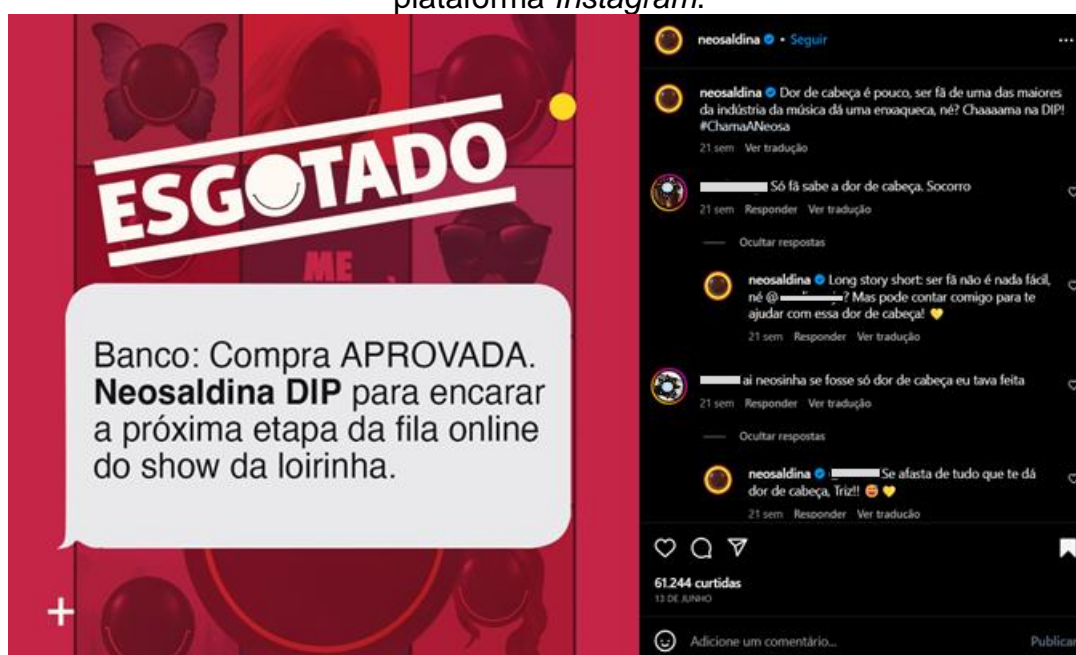 plataforma Instagram.
ESGOTADO
ME
Banco: Compra APROVADA.
Neosaldina DIP para encarar
a próxima etapa da fila online
do show da loirinha.
neosaldina • Seguir
neosaldina Dor de cabeça é pouco, ser fã de uma das maiores
da indústria da música dá uma enxaqueca, né? Chaaaama na DIP!
#ChamaANeosa
21 sem Ver tradução
Só fã sabe a dor de cabeça. Socorro
21 sem Responder Ver tradução
Ocultar respostas
neosaldina Long story short: ser fã não é nada fácil,
né @ ? Mas pode contar comigo para te
ajudar com essa dor de cabeça! 💛
21 sem Responder Ver tradução
ai neosinha se fosse só dor de cabeça eu tava feita
21 sem Responder Ver tradução
Ocultar respostas
neosaldina Se afasta de tudo que te dá
dor de cabeça, Triz!! 😅 💛
21 sem Responder Ver tradução
61.244 curtidas
13 DE JUNHO
Adicione um comentário... Publicar